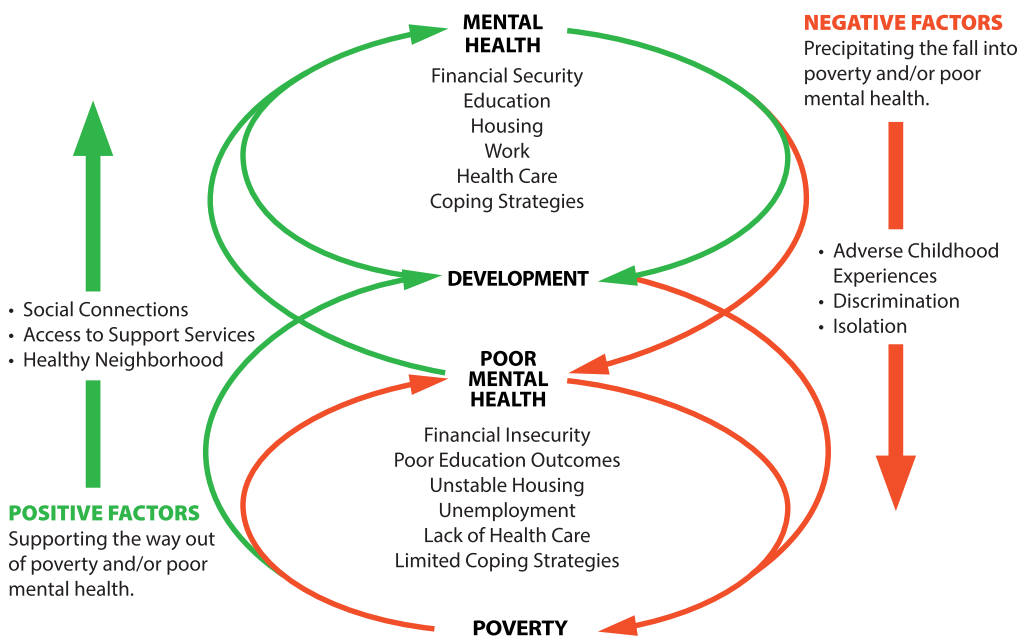 MENTAL
HEALTH
Financial Security
Education
Housing
Work
Health Care
Coping Strategies
NEGATIVE FACTORS
Precipitating the fall into
poverty and/or poor
mental health.
• Adverse Childhood
Experiences
• Discrimination
• Isolation
DEVELOPMENT
• Social Connections
• Access to Support Services
• Healthy Neighborhood
POSITIVE FACTORS
Supporting the way out
of poverty and/or poor
mental health.
POOR
MENTAL
HEALTH
Financial Insecurity
Poor Education Outcomes
Unstable Housing
Unemployment
Lack of Health Care
Limited Coping Strategies
POVERTY